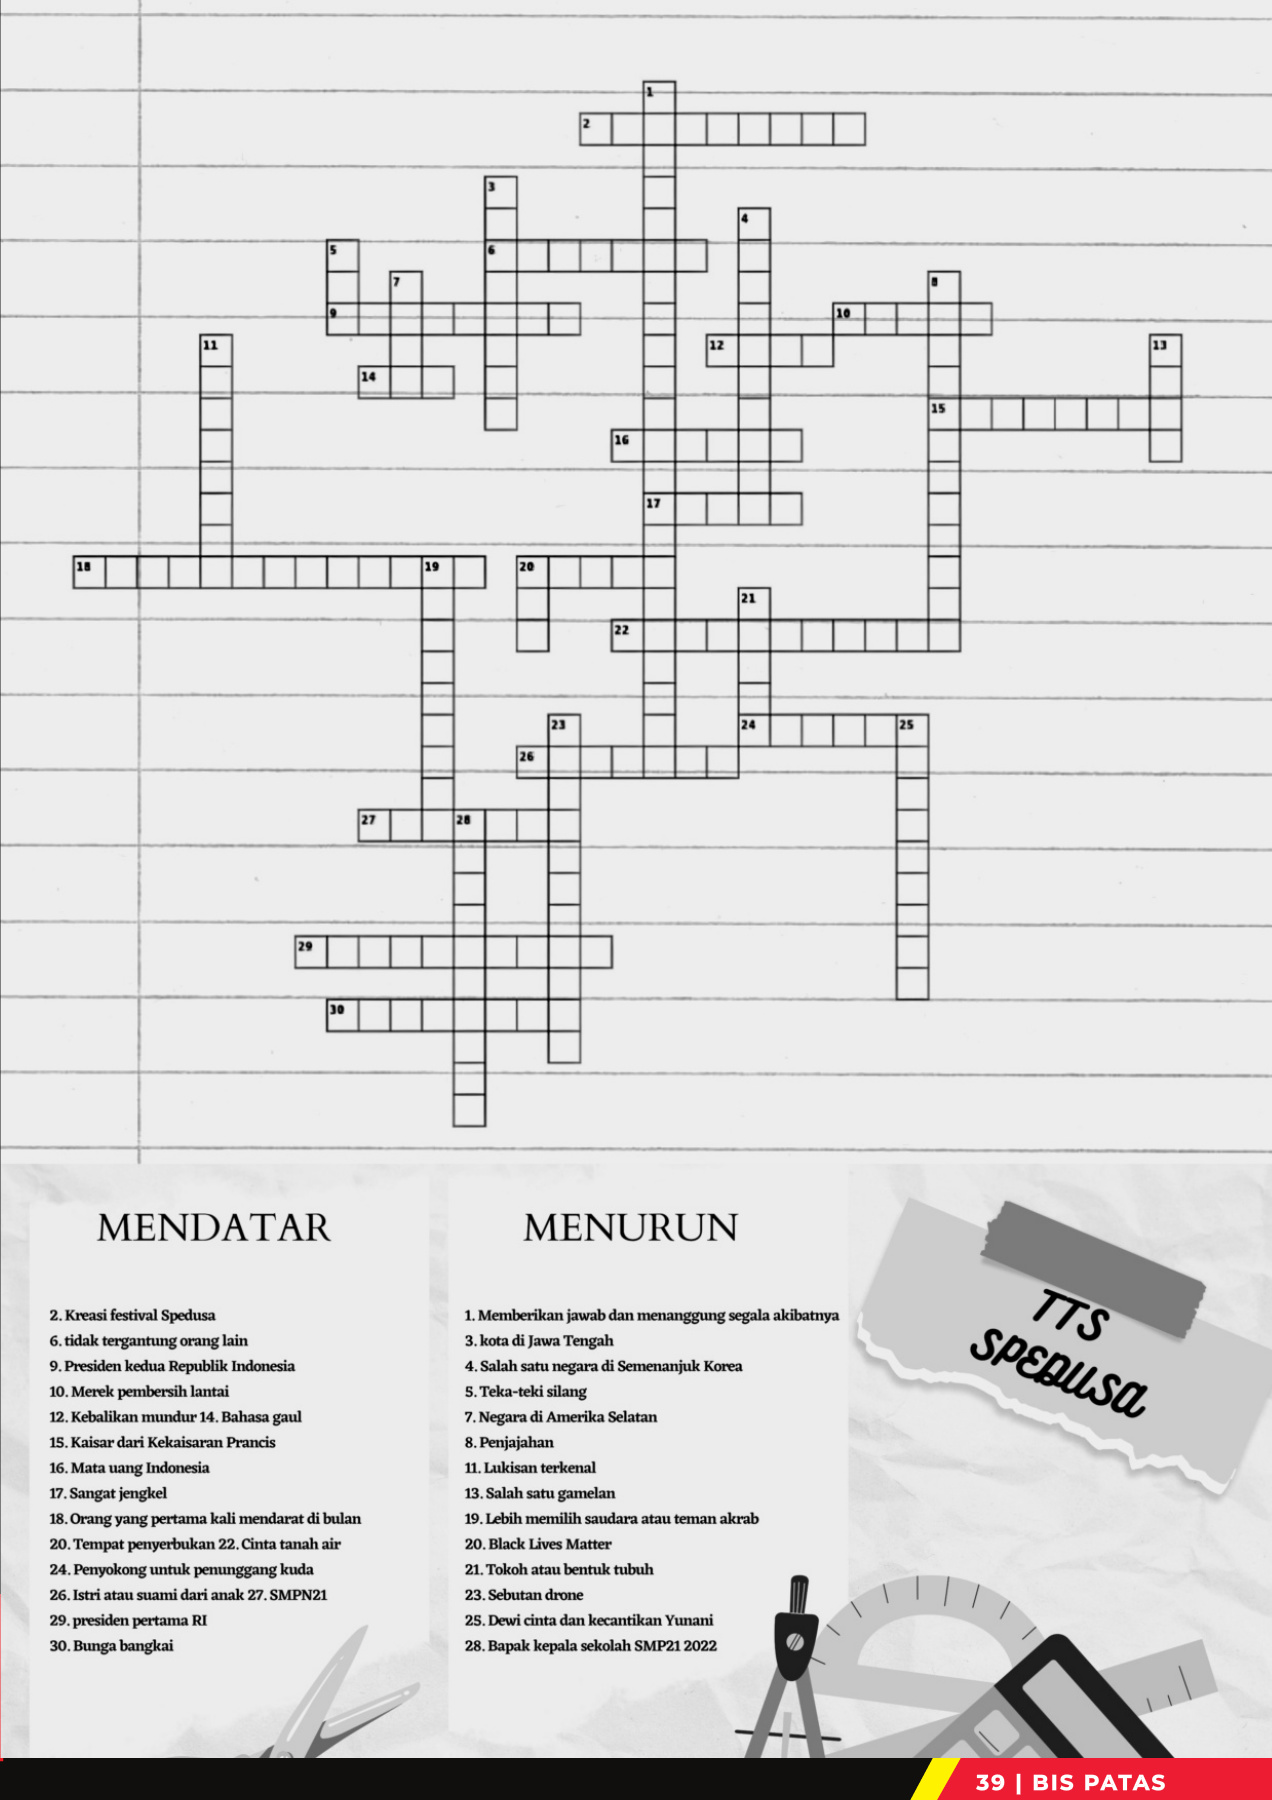 1
2
3
4
5
6
7
8
9
10
11
12
13
14
15
16
17
18
19
20
21
22
23
24
25
26
27
28
29
30
MENDATAR
2. Kreasi festival Spedusa
6. tidak tergantung orang lain
9. Presiden kedua Republik Indonesia
10. Merek pembersih lantai
12. Kebalikan mundur 14. Bahasa gaul
15. Kaisar dari Kekaisaran Prancis
16. Mata uang Indonesia
17. Sangat jengkel
18. Orang yang pertama kali mendarat di bulan
20. Tempat penyerbukan 22. Cinta tanah air
24. Penyokong untuk penunggang kuda
26. Istri atau suami dari anak 27. SMPN21
29. presiden pertama RI
30. Bunga bangkai
MENURUN
1. Memberikan jawab dan menanggung segala akibatnya
3. kota di Jawa Tengah
4. Salah satu negara di Semenanjuk Korea
5. Teka-teki silang
7. Negara di Amerika Selatan
8. Penjajahan
11. Lukisan terkenal
13. Salah satu gamelan
19. Lebih memilih saudara atau teman akrab
20. Black Lives Matter
21. Tokoh atau bentuk tubuh
23. Sebutan drone
25. Dewi cinta dan kecantikan Yunani
28. Bapak kepala sekolah SMP21 2022
TTS
SPEDUSA
39 | BIS PATAS